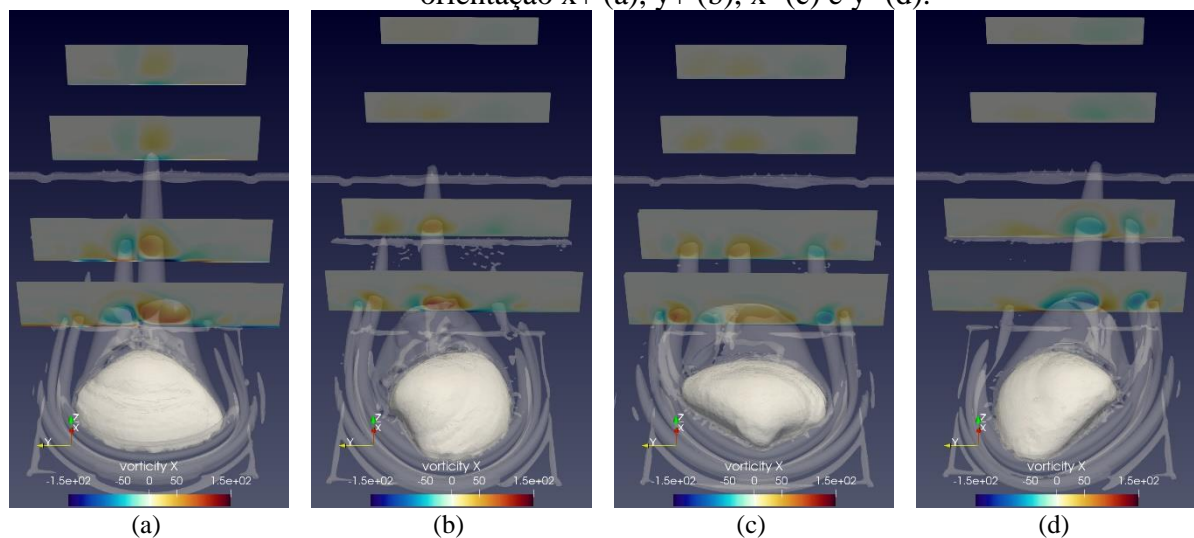 orientação x+ (a), y+ (b), x- (c) e y- (d).
Z
X
Y
vorticity X
-1.5e+02 -50 0 50 1.5e+02
(a)
Z
X
Y
vorticity X
-1.5e+02 -50 0 50 1.5e+02
(b)
Z
X
Y
vorticity X
-1.5e+02 -50 0 50 1.5e+02
(c)
Z
X
Y
vorticity X
-1.5e+02 -50 0 50 1.5e+02
(d)